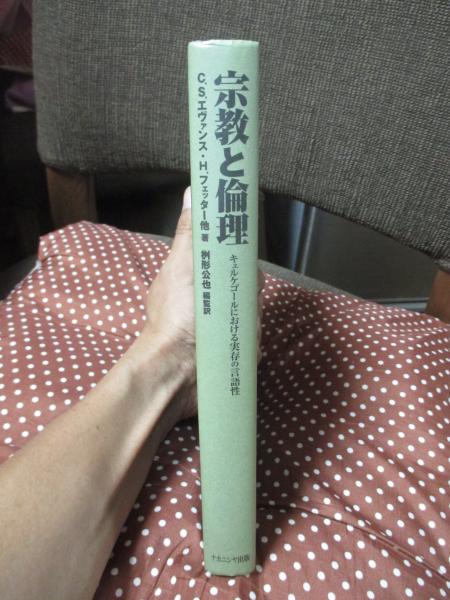 宗教と倫理
キェルケゴールにおける実存の言語性
C.S.エヴァンス・H.フェッター他 著
桝形公也 編監訳
ナカニシヤ出版